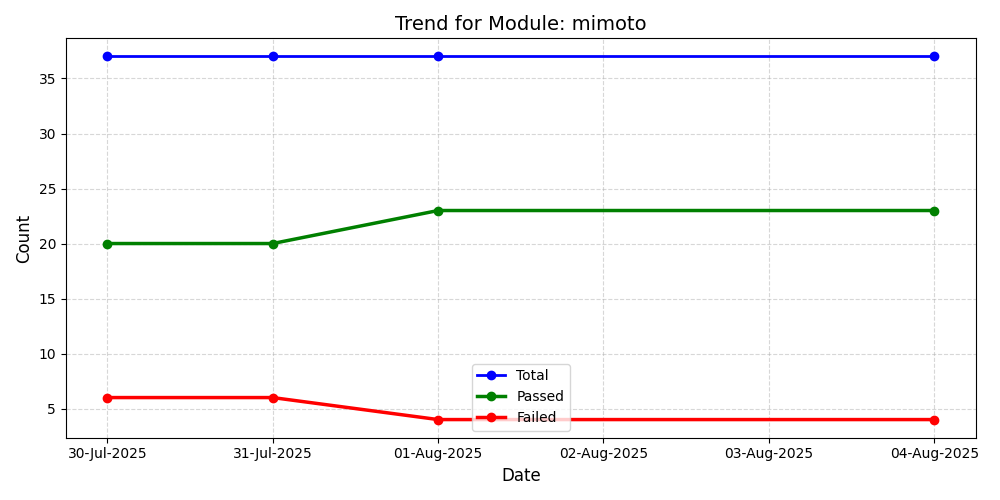 Trend for Module: mimoto
Count
35
30
25
20
15
10
5
Total
Passed
Failed
30-Jul-2025 31-Jul-2025 01-Aug-2025 02-Aug-2025 03-Aug-2025 04-Aug-2025
Date